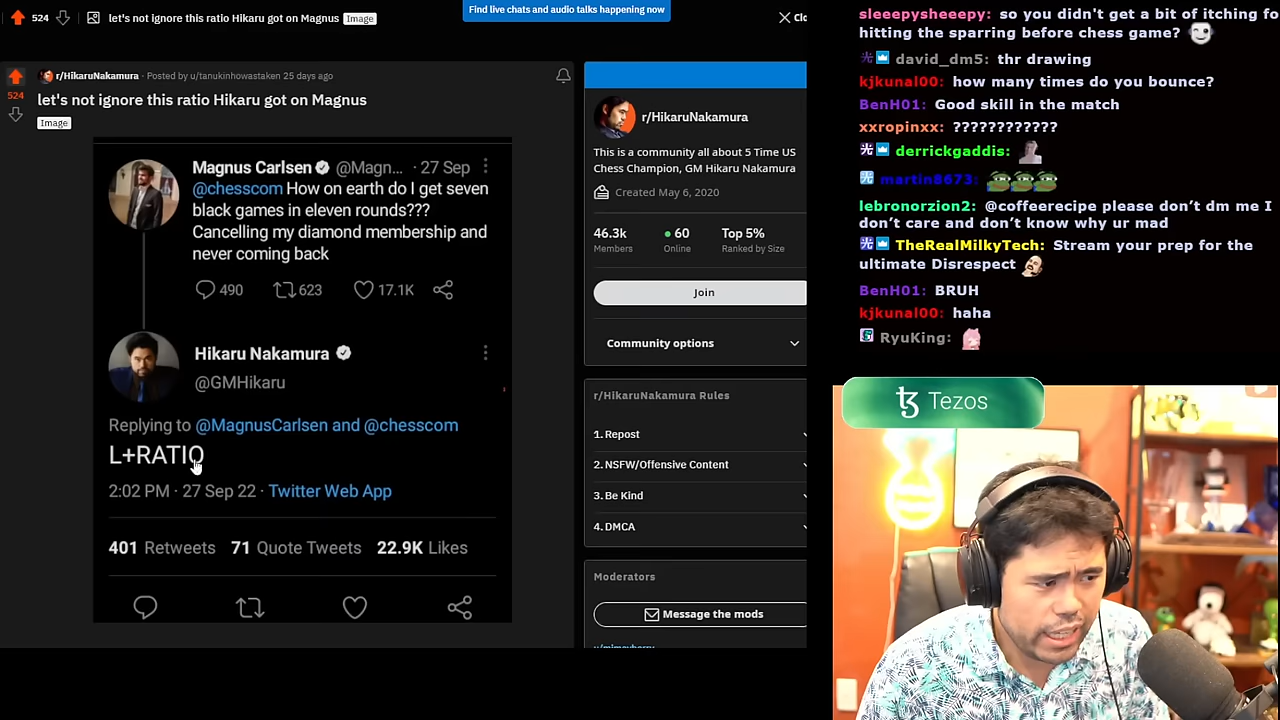 524
let's not ignore this ratio Hikaru got on Magnus
Image
Find live chats and audio talks happening now
Clo
524
r/HikaruNakamura · Posted by u/tanukinhowastaken 25 days ago
let's not ignore this ratio Hikaru got on Magnus
Image
Magnus Carlsen @Magn... · 27 Sep
@chesscom How on earth do I get seven
black games in eleven rounds???
Cancelling my diamond membership and
never coming back
490 623 17.1K
Hikaru Nakamura
@GMHikaru
Replying to @MagnusCarlsen and @chesscom
L+RATIO
2:02 PM · 27 Sep 22 · Twitter Web App
401 Retweets 71 Quote Tweets 22.9K Likes
r/HikaruNakamura
This is a community all about 5 Time US
Chess Champion, GM Hikaru Nakamura
Created May 6, 2020
46.3k 60 Top 5%
Members Online Ranked by Size
Join
Community options
r/HikaruNakamura Rules
1. Repost
2. NSFW/Offensive Content
3. Be Kind
4. DMCA
Moderators
Message the mods
sleeepysheeepy: so you didn't get a bit of itching fo
hitting the sparring before chess game?
david_dm5: thr drawing
kjkunal00: how many times do you bounce?
BenH01: Good skill in the match
xxropinxx: ????????????
derrickgaddis:
martin8673:
lebronorzion2: @coffeerecipe please don't dm me I
don't care and don't know why ur mad
TheRealMilkyTech: Stream your prep for the
ultimate Disrespect
BenH01: BRUH
kjkunal00: haha
RyuKing:
Tezos